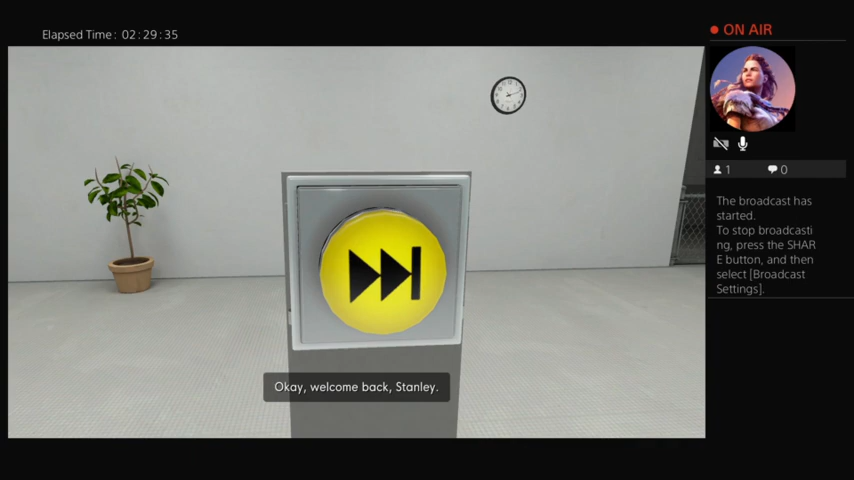 Elapsed Time: 02:29:35
ON AIR
1 0
The broadcast has
started.
To stop broadcasti
ng, press the SHAR
E button, and then
select [Broadcast
Settings].
Okay, welcome back, Stanley.